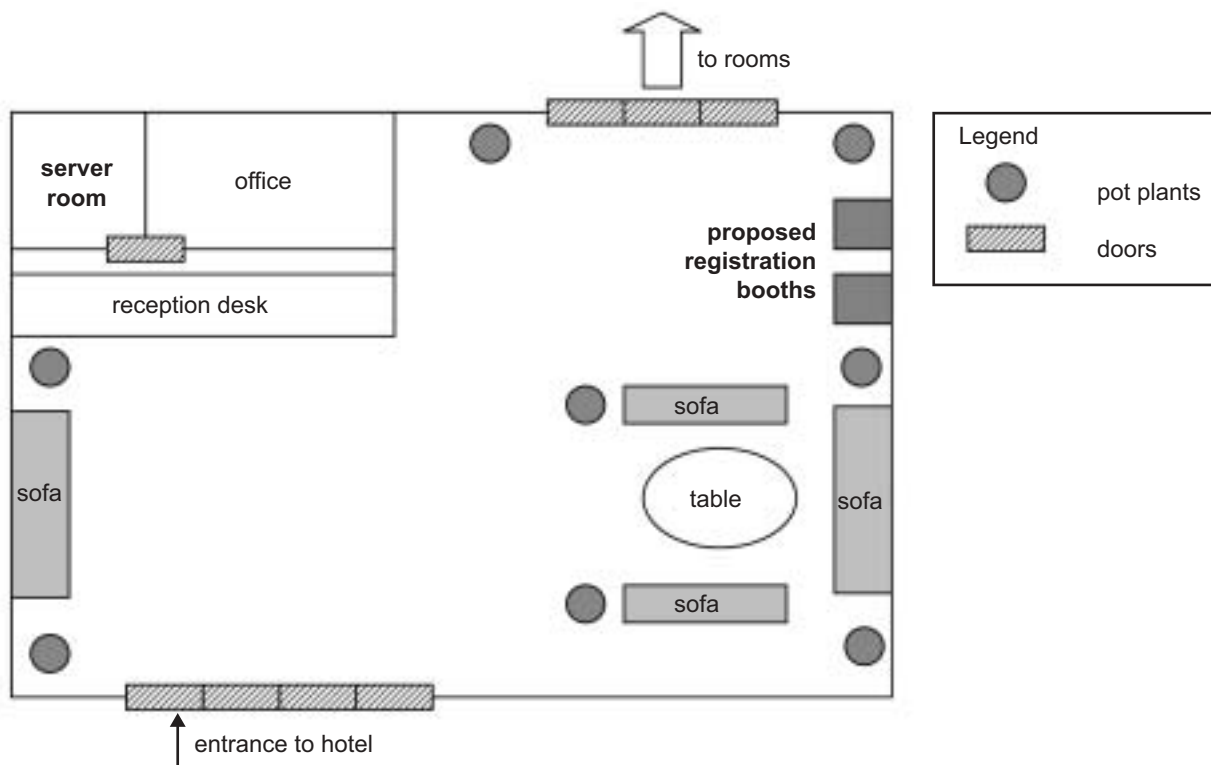 to rooms
server
room
office
reception desk
proposed
registration
booths
Legend
pot plants
doors
sofa
sofa
table
sofa
sofa
entrance to hotel